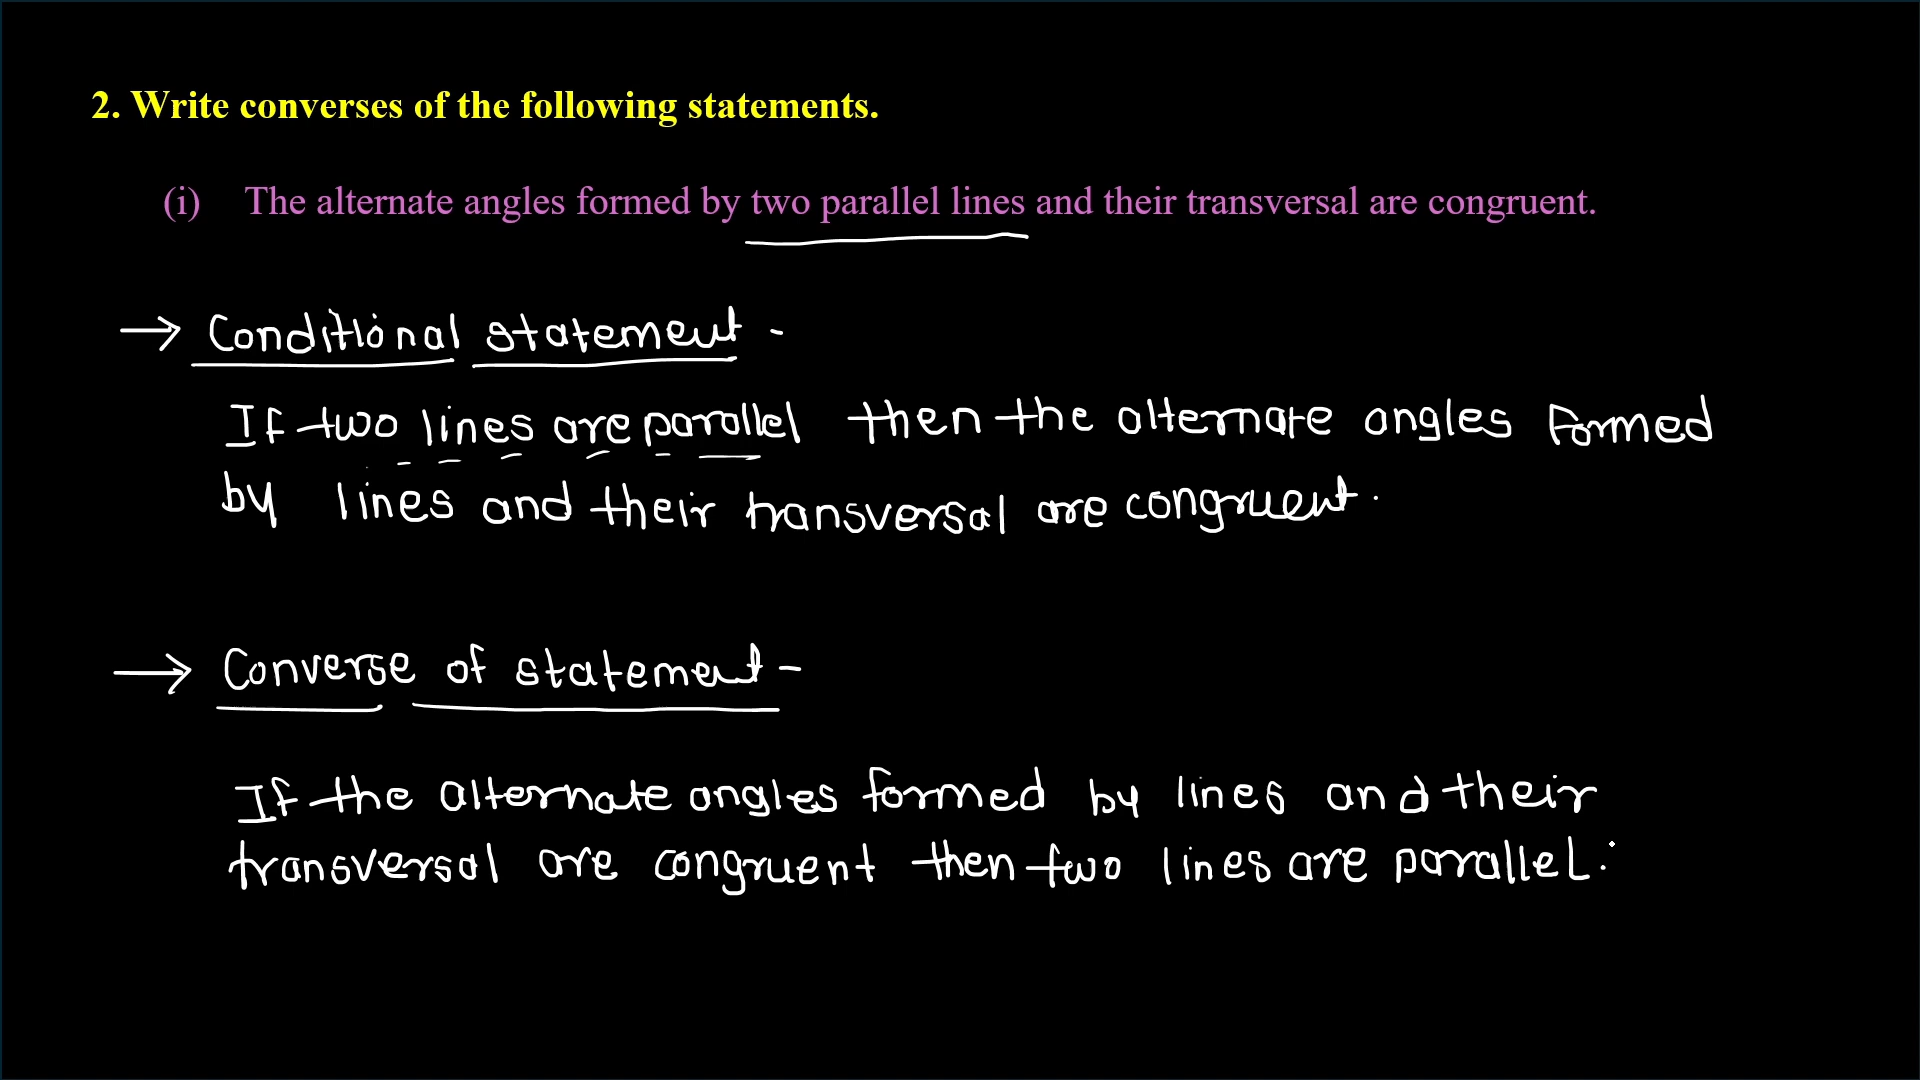 2. Write converses of the following statements.
(i) The alternate angles formed by two parallel lines and their transversal are congruent.
→ Conditional statement -
If two lines are parallel then the alternate angles formed
by lines and their transversal are congruent.
→ Converse of statement -
If the alternate angles formed by lines and their
transversal are congruent then two lines are parallel.